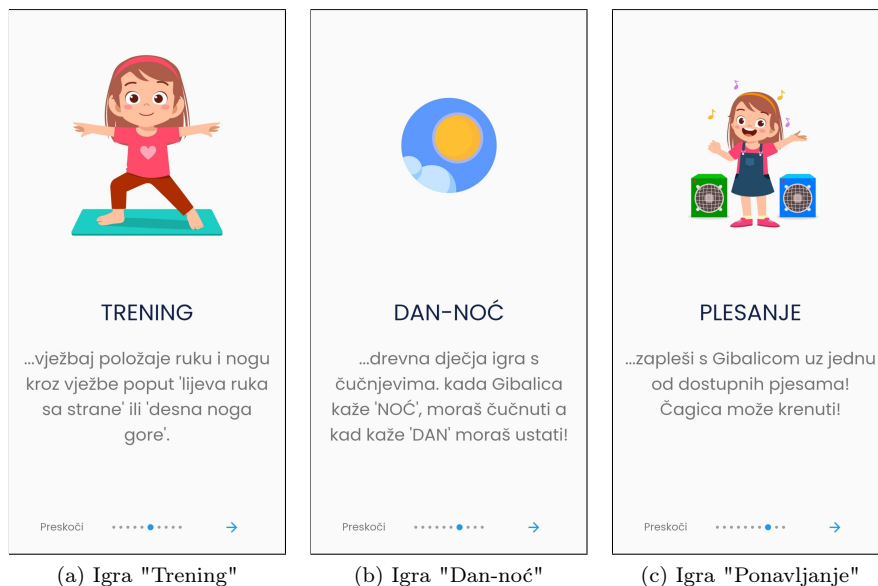 TRENING
...vježbaj položaje ruku i nogu
kroz vježbe poput 'lijeva ruka
sa strane' ili 'desna noga
gore'.
Preskoči
(a) Igra "Trening"
DAN-NOĆ
...drevna dječja igra s
čučnjevima. kada Gibalica
kaže 'NOĆ', moraš čučnuti a
kad kaže 'DAN' moraš ustati!
Preskoči
(b) Igra "Dan-noć"
PLESANJE
...zapleši s Gibalicom uz jednu
od dostupnih pjesama!
Čagica može krenuti!
Preskoči
(c) Igra "Ponavljanje"